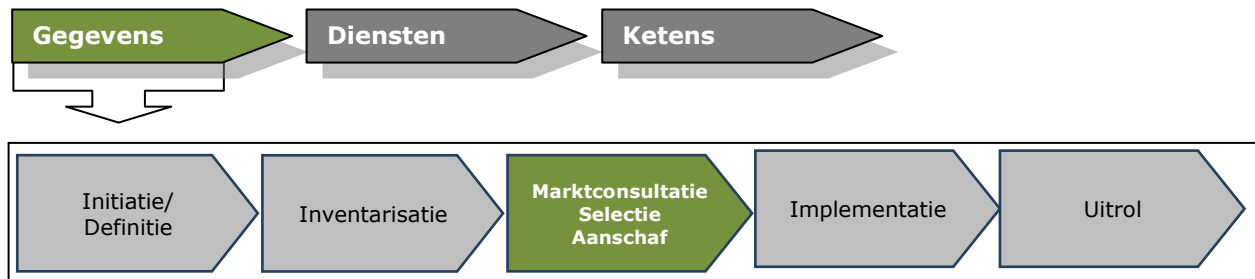 Gegevens
Diensten
Ketens
Initiatie/
Definitie
Inventarisatie
Marktconsultatie
Selectie
Aanschaf
Implementatie
Uitrol